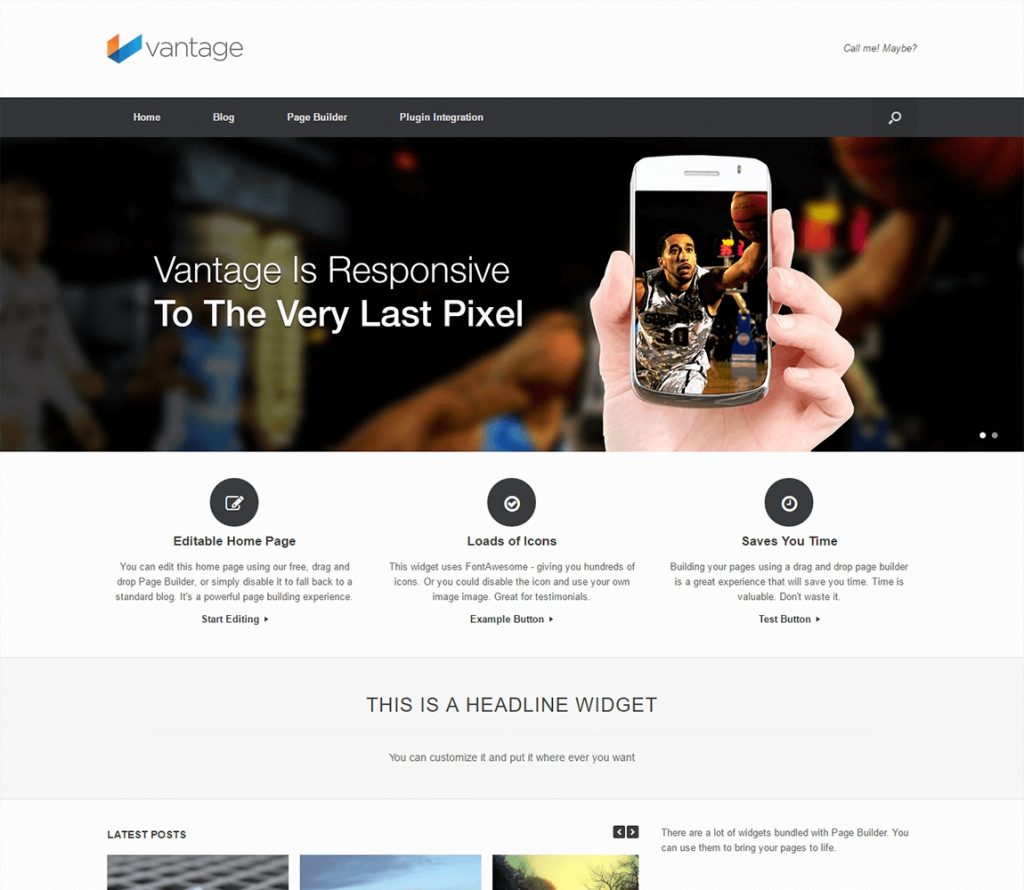 vantage
Call me! Maybe?
Home
Blog
Page Builder
Plugin Integration
Vantage Is Responsive
To The Very Last Pixel
Editable Home Page
You can edit this home page using our free, drag and
drop Page Builder, or simply disable it to fall back to a
standard blog. It's a powerful page building experience.
Start Editing
Loads of Icons
This widget uses FontAwesome - giving you hundreds of
icons. Or you could disable the icon and use your own
image image. Great for testimonials.
Example Button
Saves You Time
Building your pages using a drag and drop page builder
is a great experience that will save you time. Time is
valuable. Don't waste it.
Test Button
THIS IS A HEADLINE WIDGET
You can customize it and put it where ever you want
LATEST POSTS
There are a lot of widgets bundled with Page Builder. You
can use them to bring your pages to life.